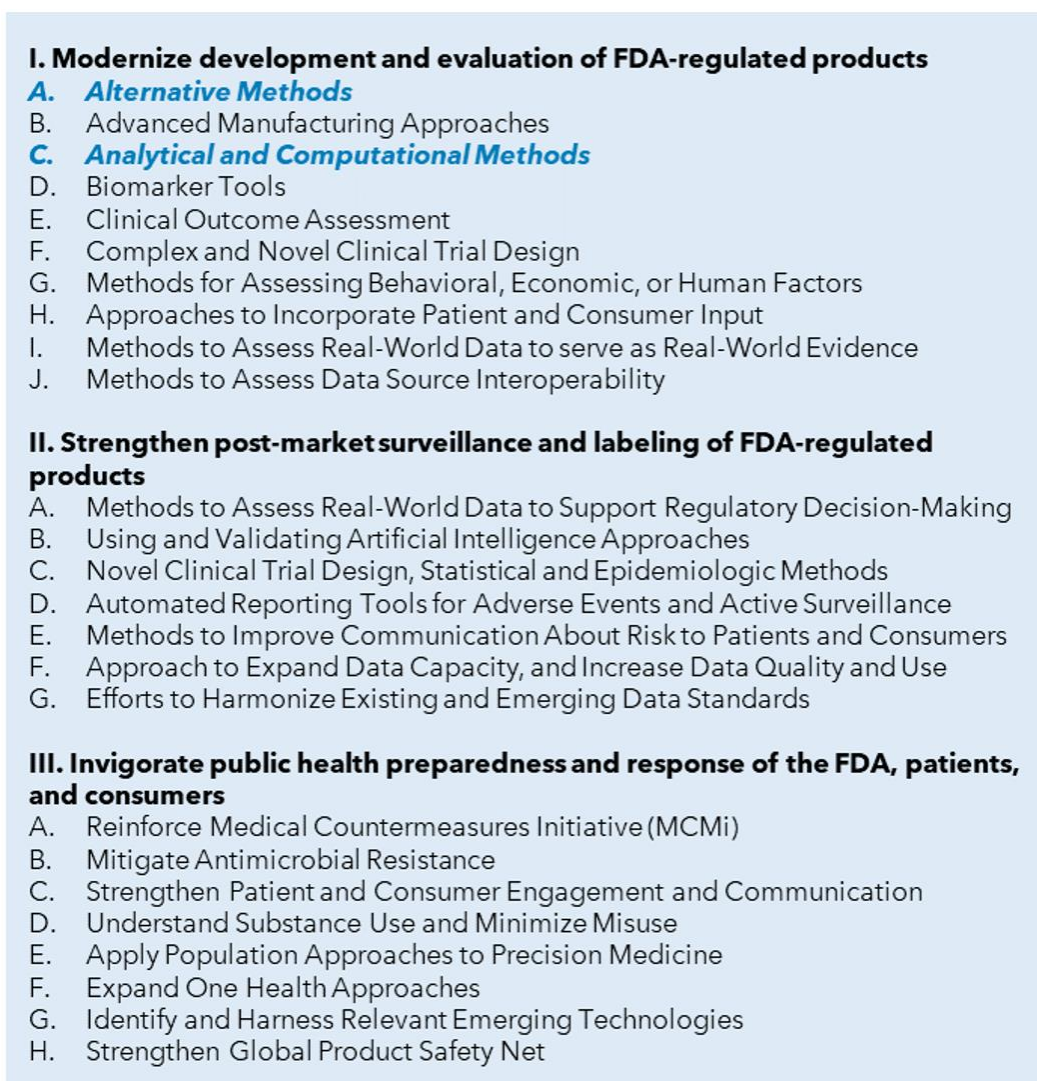 I. Modernize development and evaluation of FDA-regulated products
A. Alternative Methods
B. Advanced Manufacturing Approaches
C. Analytical and Computational Methods
D. Biomarker Tools
E. Clinical Outcome Assessment
F. Complex and Novel Clinical Trial Design
G. Methods for Assessing Behavioral, Economic, or Human Factors
H. Approaches to Incorporate Patient and Consumer Input
I. Methods to Assess Real-World Data to serve as Real-World Evidence
J. Methods to Assess Data Source Interoperability
II. Strengthen post-market surveillance and labeling of FDA-regulated
products
A. Methods to Assess Real-World Data to Support Regulatory Decision-Making
B. Using and Validating Artificial Intelligence Approaches
C. Novel Clinical Trial Design, Statistical and Epidemiologic Methods
D. Automated Reporting Tools for Adverse Events and Active Surveillance
E. Methods to Improve Communication About Risk to Patients and Consumers
F. Approach to Expand Data Capacity, and Increase Data Quality and Use
G. Efforts to Harmonize Existing and Emerging Data Standards
III. Invigorate public health preparedness and response of the FDA, patients,
and consumers
A. Reinforce Medical Countermeasures Initiative (MCMi)
B. Mitigate Antimicrobial Resistance
C. Strengthen Patient and Consumer Engagement and Communication
D. Understand Substance Use and Minimize Misuse
E. Apply Population Approaches to Precision Medicine
F. Expand One Health Approaches
G. Identify and Harness Relevant Emerging Technologies
H. Strengthen Global Product Safety Net